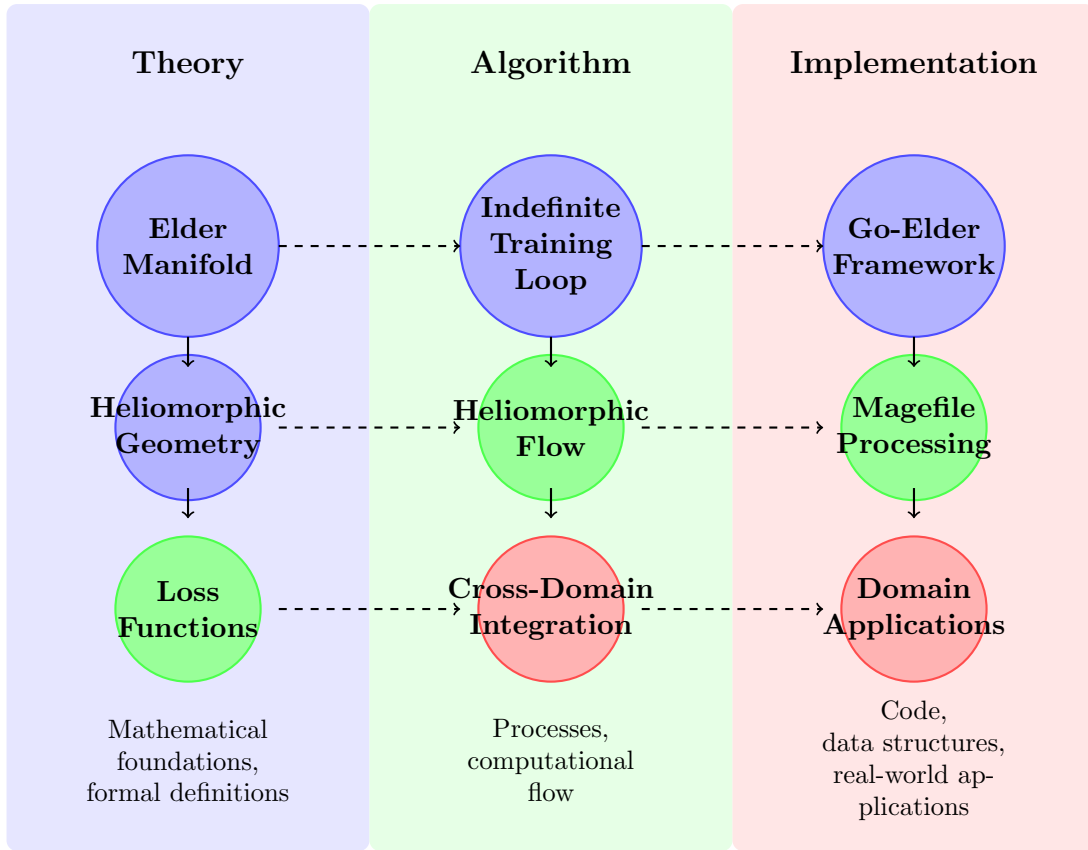 Theory
Algorithm
Implementation
Elder
Manifold
Indefinite
Training
Loop
Go-Elder
Framework
Heliomorphic
Geometry
Heliomorphic
Flow
Magefile
Processing
Loss
Functions
Cross-Domain
Integration
Domain
Applications
Mathematical
foundations,
formal definitions
Processes,
computational
flow
Code,
data structures,
real-world ap-
plications